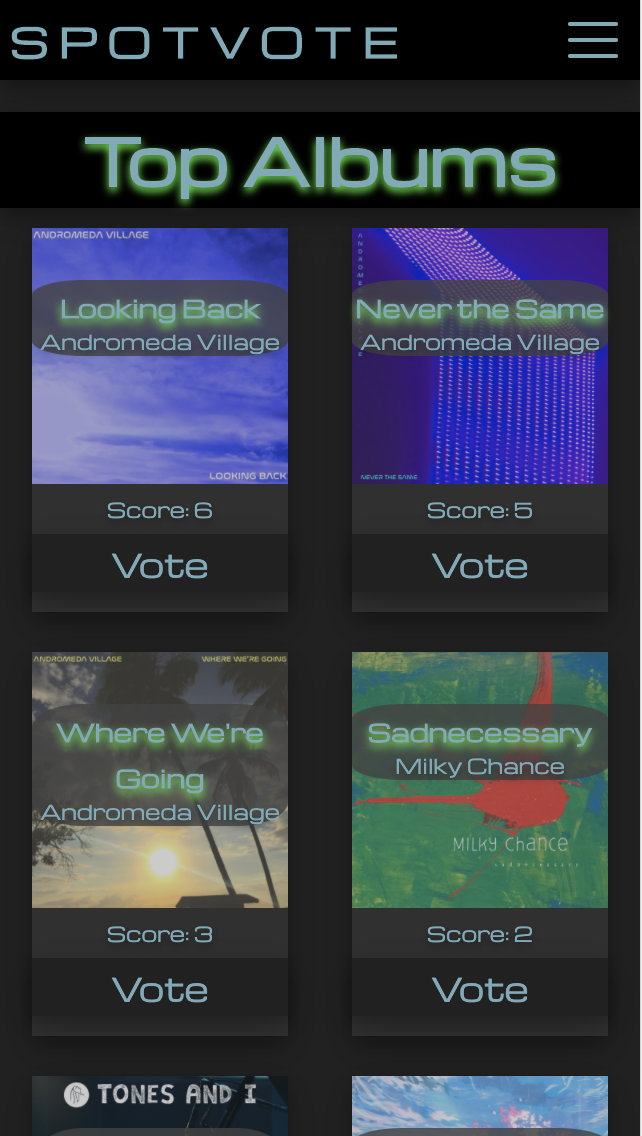 SPOTVOTE
Top Albums
ANDROMEDA VILLAGE
Looking Back
Andromeda Village
LOOKING BACK
Score: 6
Vote
Never the Same
Andromeda Village
NEVER THE SAME
Score: 5
Vote
ANDROMEDA VILLAGE WHERE WE'RE GOING
Where We're
Going
Andromeda Village
Score: 3
Vote
Sadnecessary
Milky Chance
Milky Chance
sadnecessary
Score: 2
Vote
TONES AND I